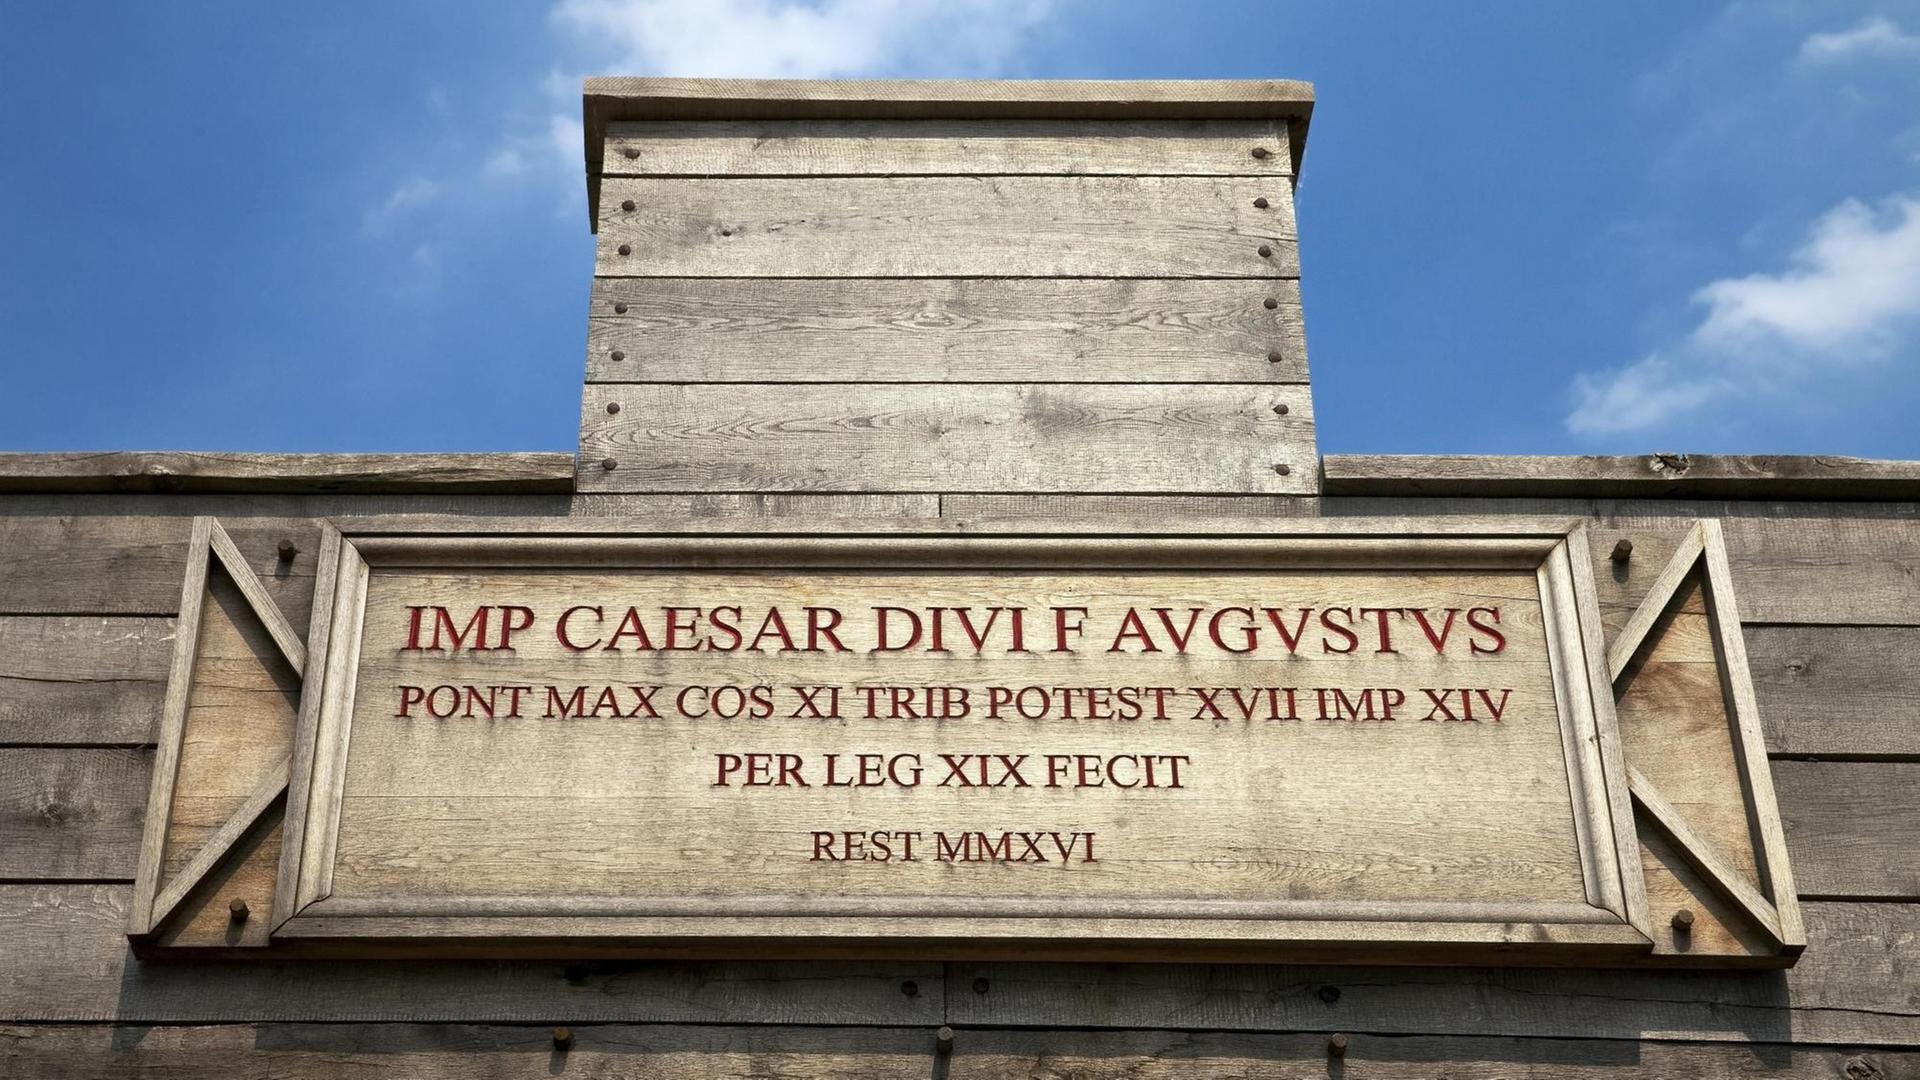 IMP CAESAR DIVI F AVGVSTVS
PONT MAX COS XI TRIB POTEST XVII IMP XIV
PER LEG XIX FECIT
REST MMXVI